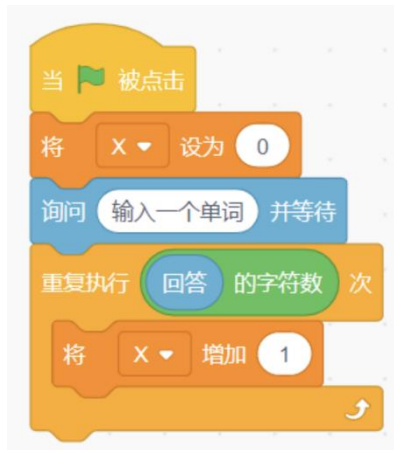 当 被点击
将 X 设为 0
询问 输入一个单词 并等待
重复执行 回答 的字符数 次
将 X 增加 1